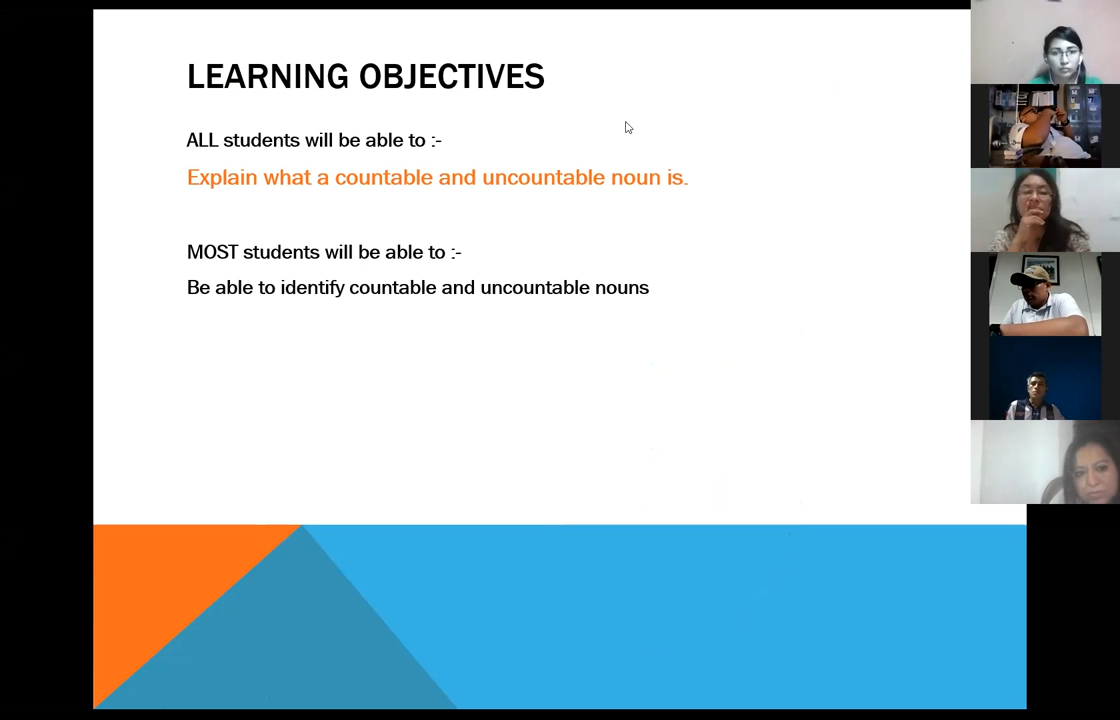 LEARNING OBJECTIVES
ALL students will be able to :-
Explain what a countable and uncountable noun is.
MOST students will be able to :-
Be able to identify countable and uncountable nouns